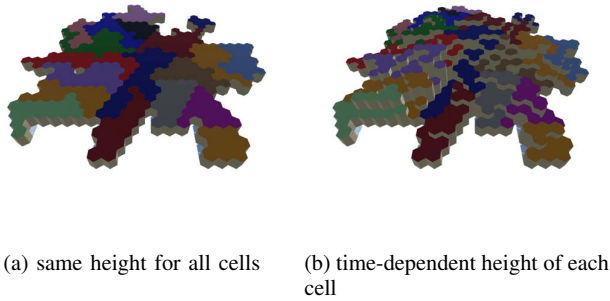 (a) same height for all cells
(b) time-dependent height of each
cell